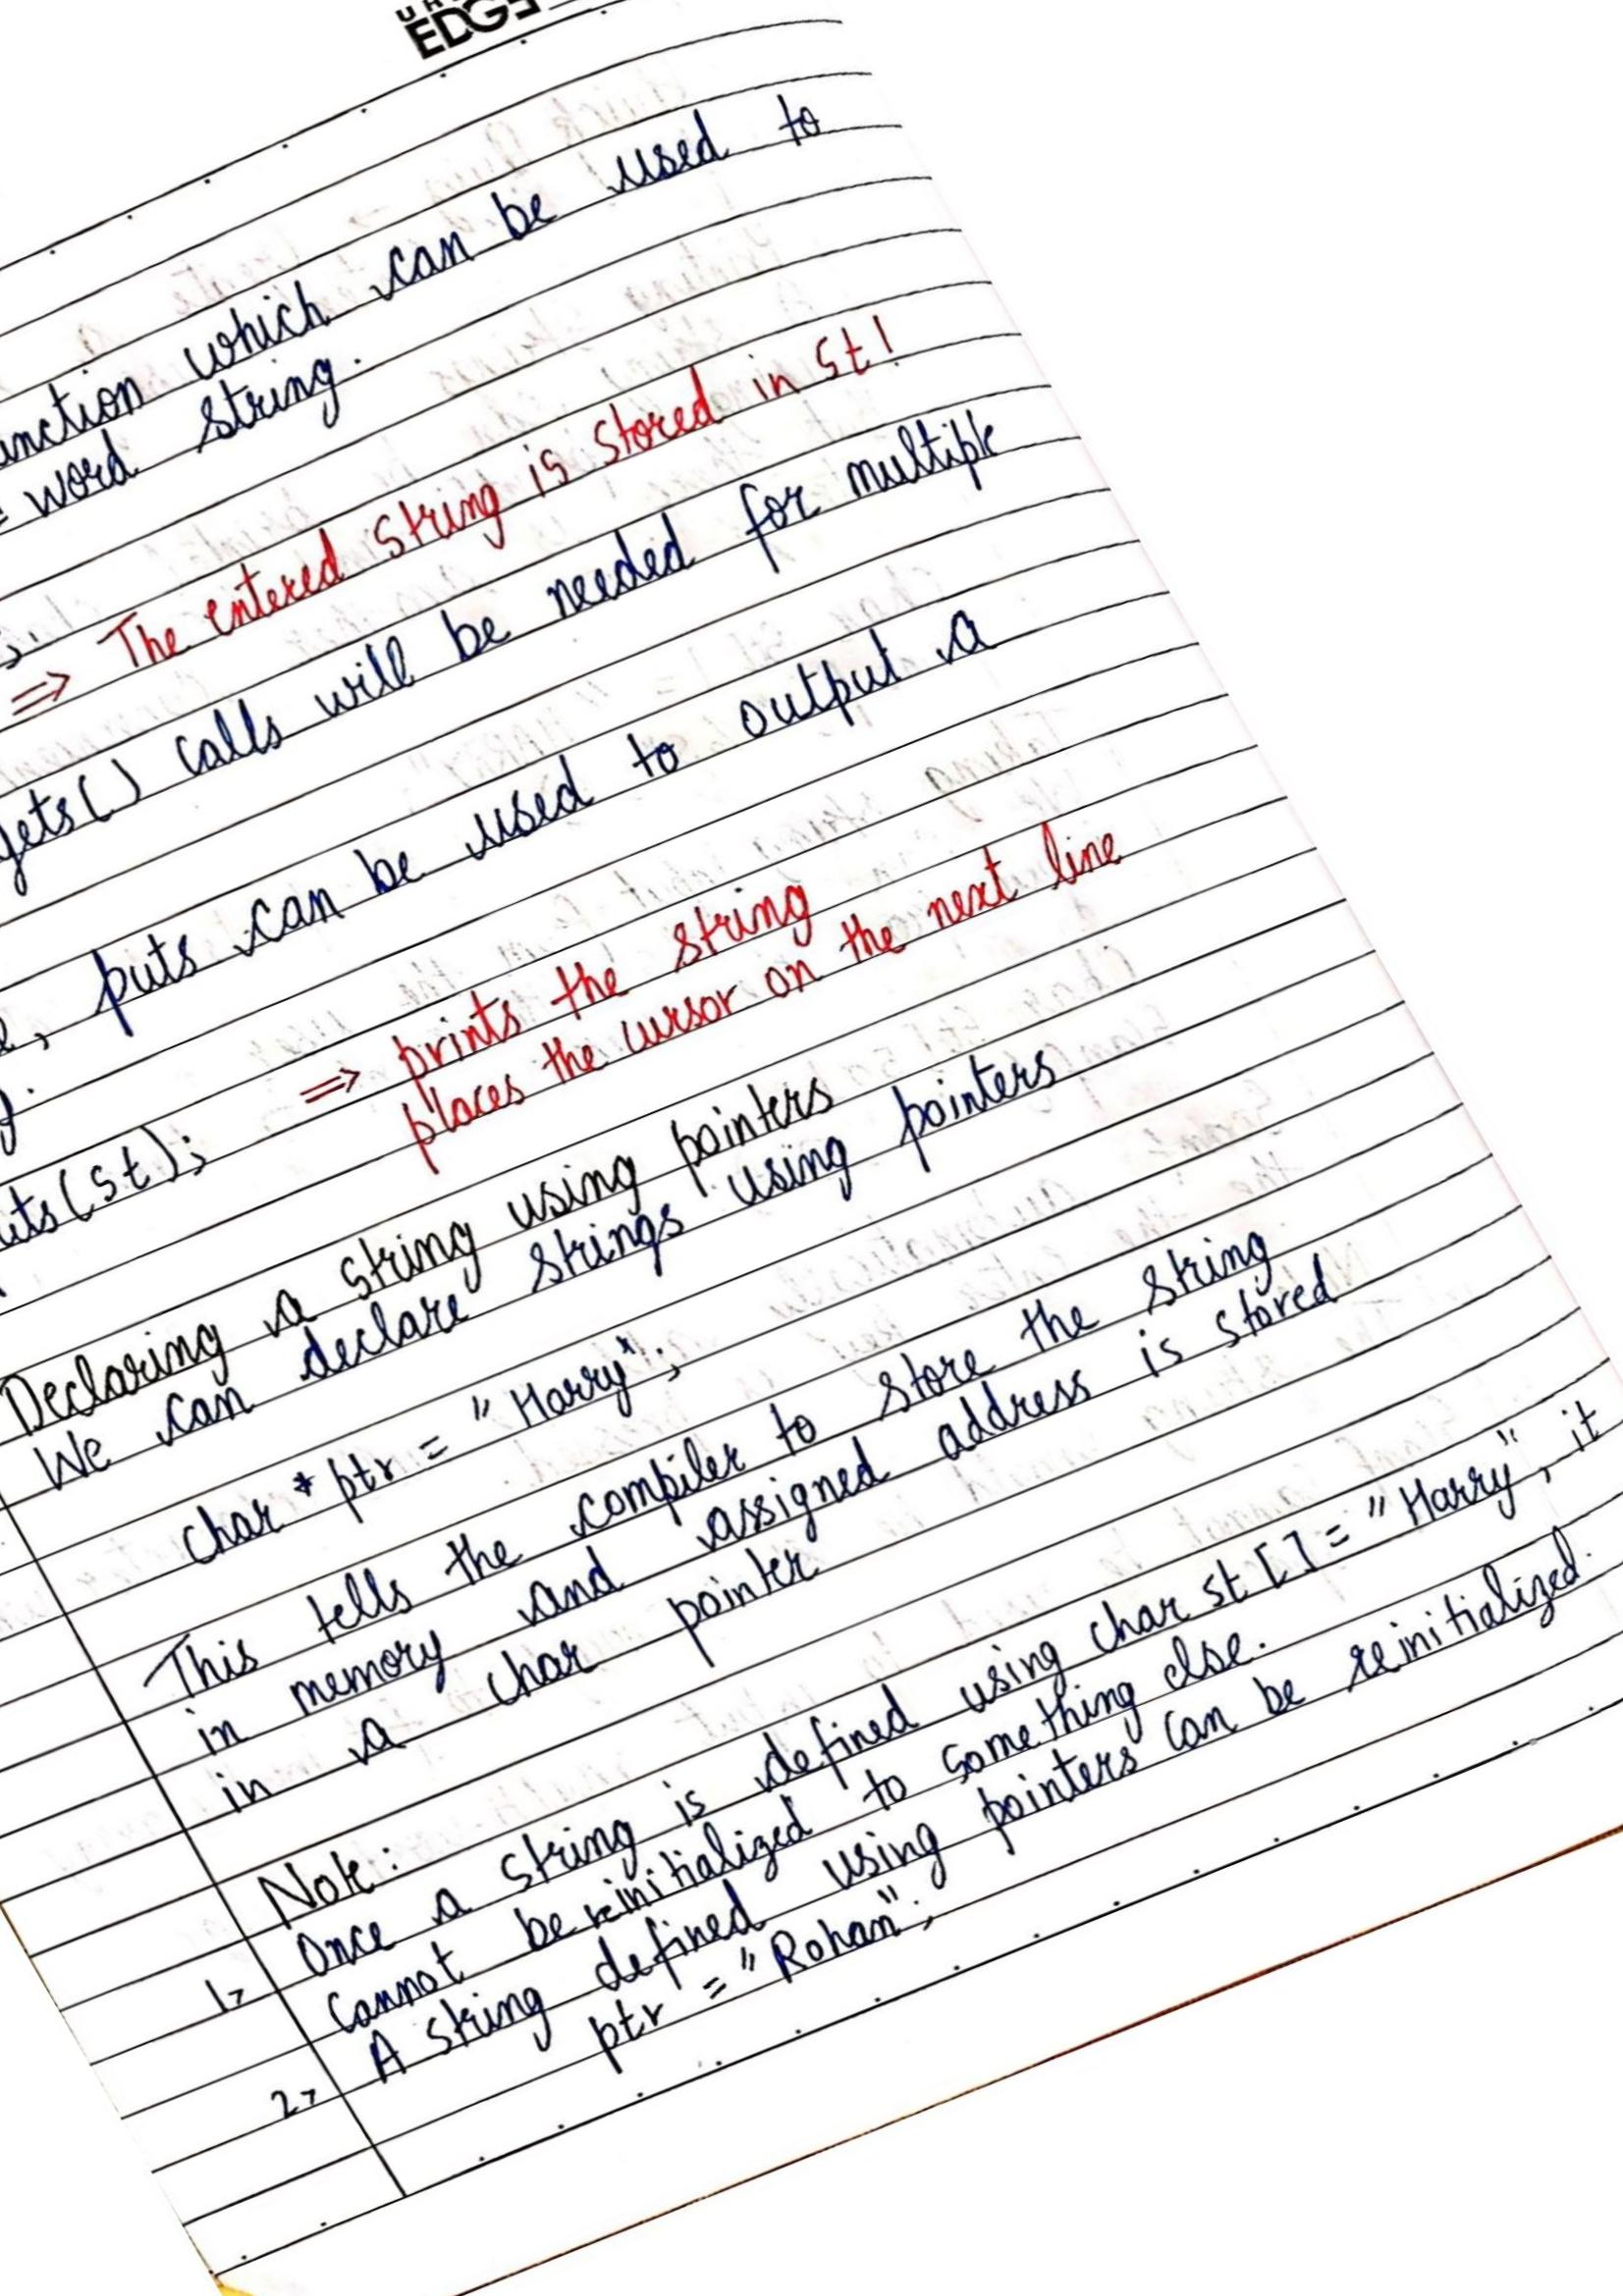 EDGE
unction which can be used to
word string.
⇒ The entered string is stored in st!
gets() calls will be needed for multiple
, puts can be used to output a
uts(st); ⇒ prints the string
places the cursor on the next line
Declaring a string using pointers
We can declare strings using pointers
char * ptr = "Harry";
This tells the compiler to store the string
in memory and assigned address is stored
in a char pointer
Note:
1> Once a string is defined using char st[] = "Harry", it
cannot be reinitialized to something else.
2> A string defined using pointers can be reinitialized.
ptr = "Rohan";